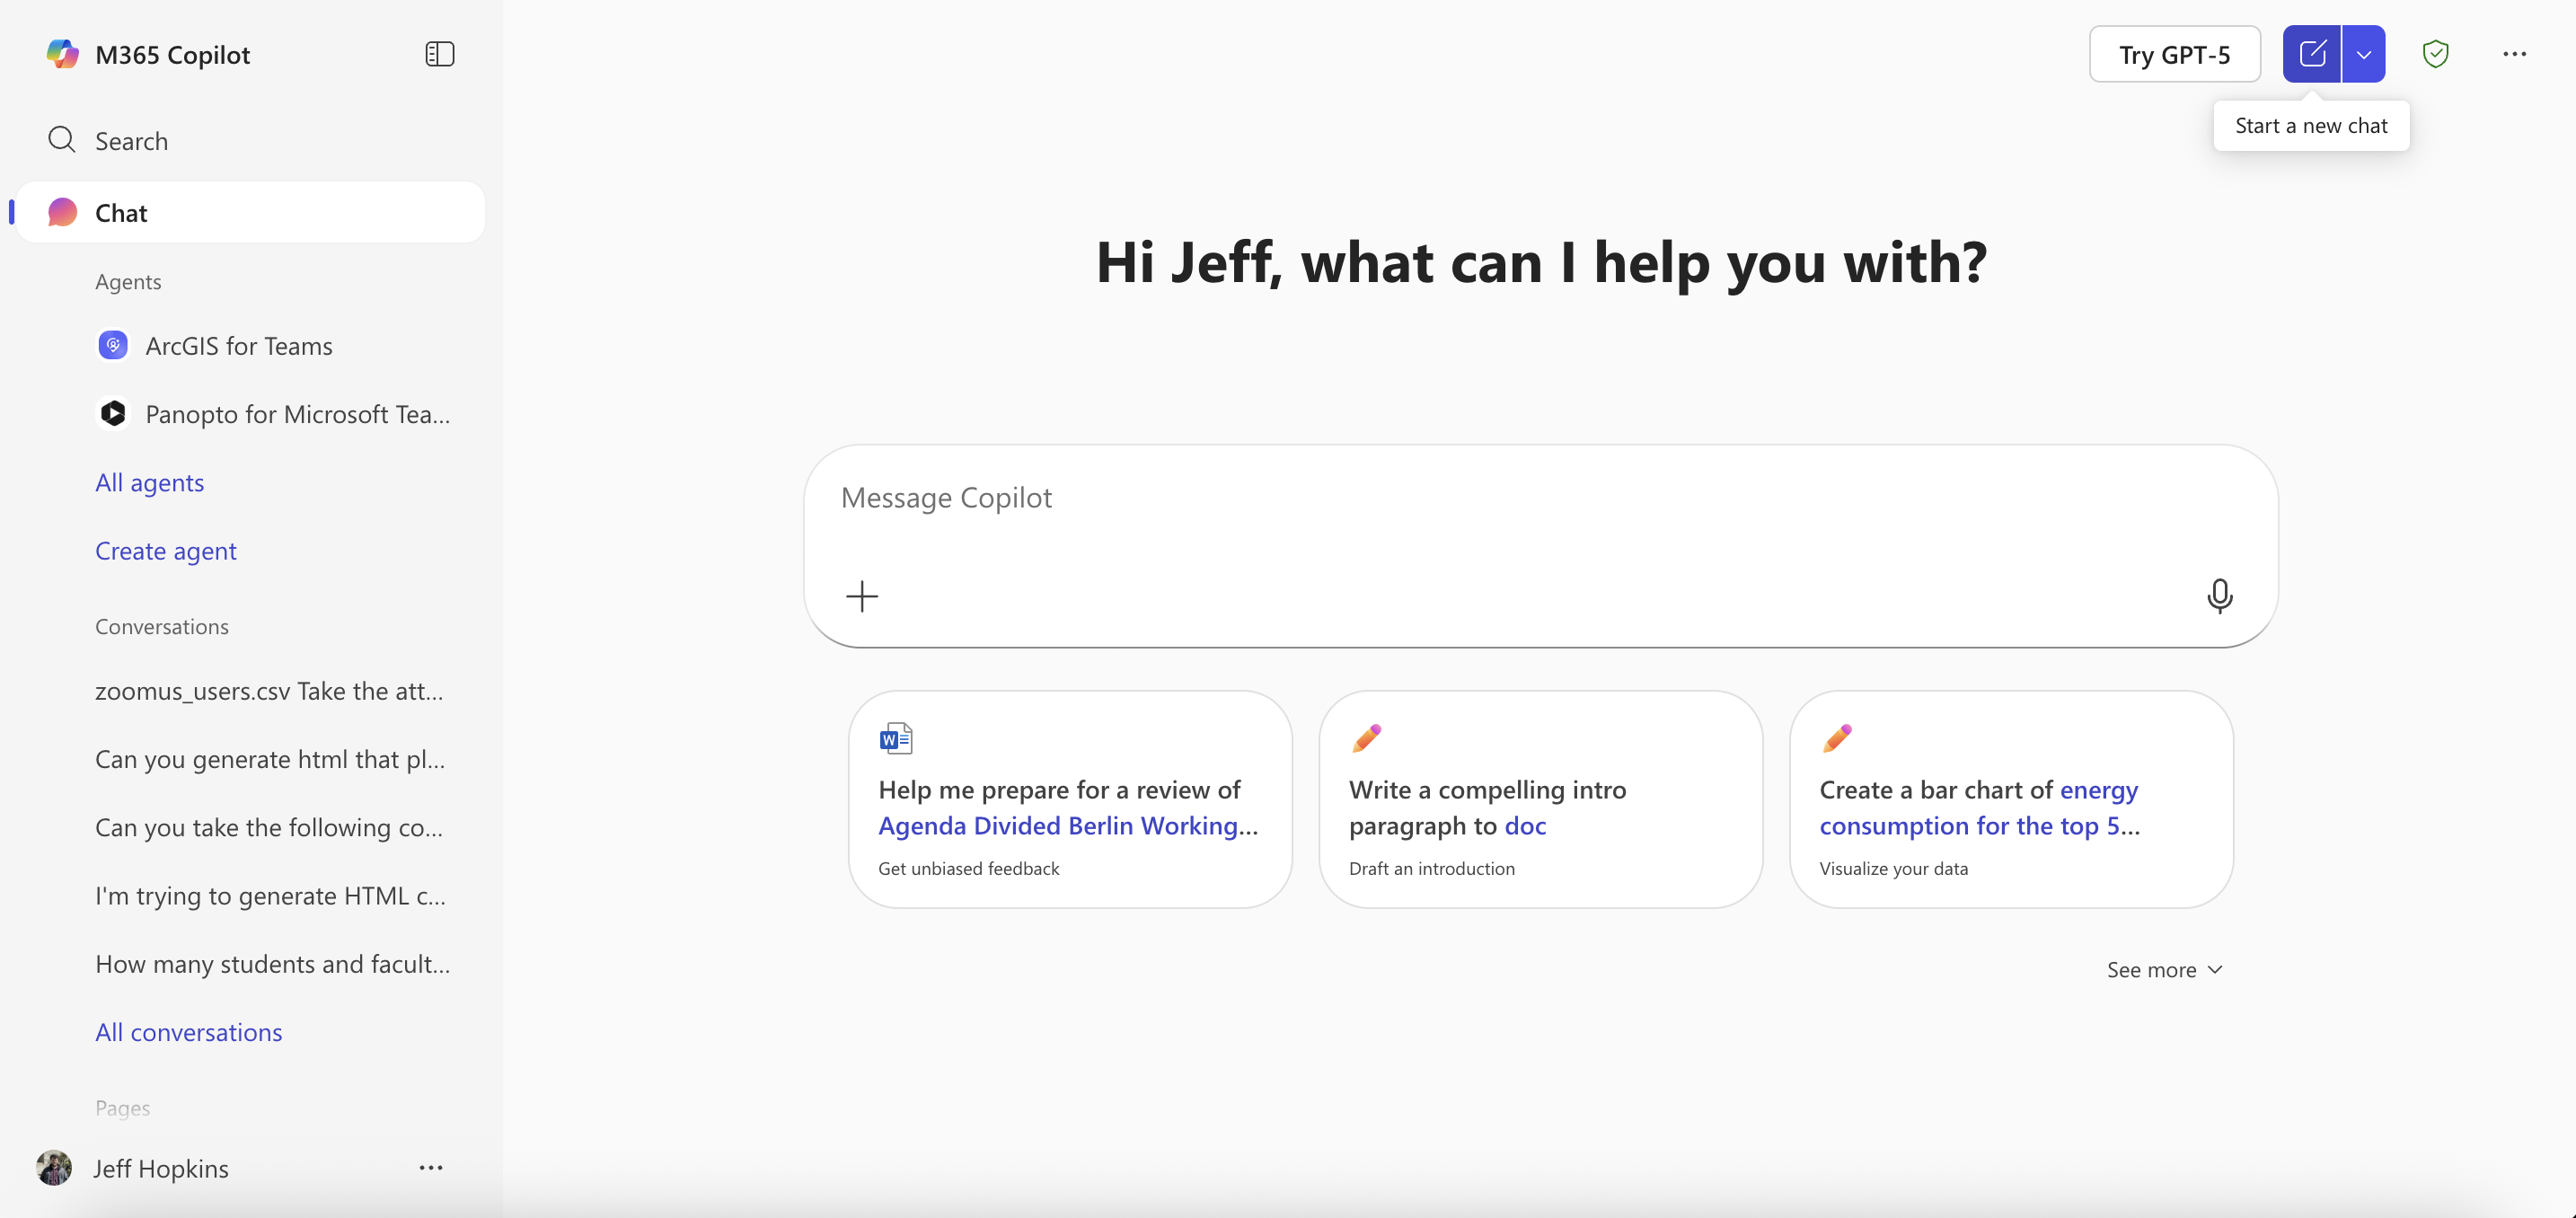 M365 Copilot
Search
Chat
Agents
ArcGIS for Teams
Panopto for Microsoft Tea...
All agents
Create agent
Conversations
zoomus_users.csv Take the att...
Can you generate html that pl...
Can you take the following co...
I'm trying to generate HTML c...
How many students and facult...
All conversations
Pages
Jeff Hopkins
Try GPT-5
Start a new chat
Hi Jeff, what can I help you with?
Message Copilot
W
Help me prepare for a review of
Agenda Divided Berlin Working...
Get unbiased feedback
Write a compelling intro
paragraph to doc
Draft an introduction
Create a bar chart of energy
consumption for the top 5...
Visualize your data
See more